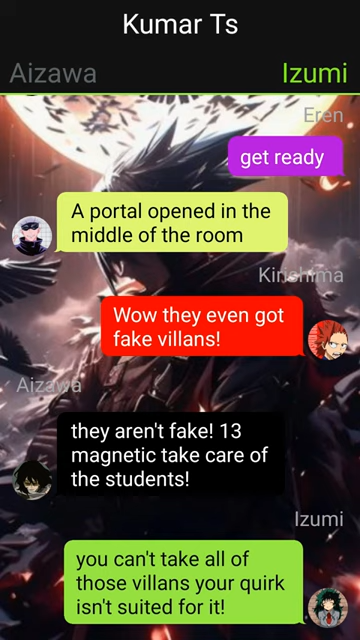 Kumar Ts
Aizawa
Izumi
Eren
get ready
A portal opened in the
middle of the room
Kirishima
Wow they even got
fake villans!
Aizawa
they aren't fake! 13
magnetic take care of
the students!
Izumi
you can't take all of
those villans your quirk
isn't suited for it!